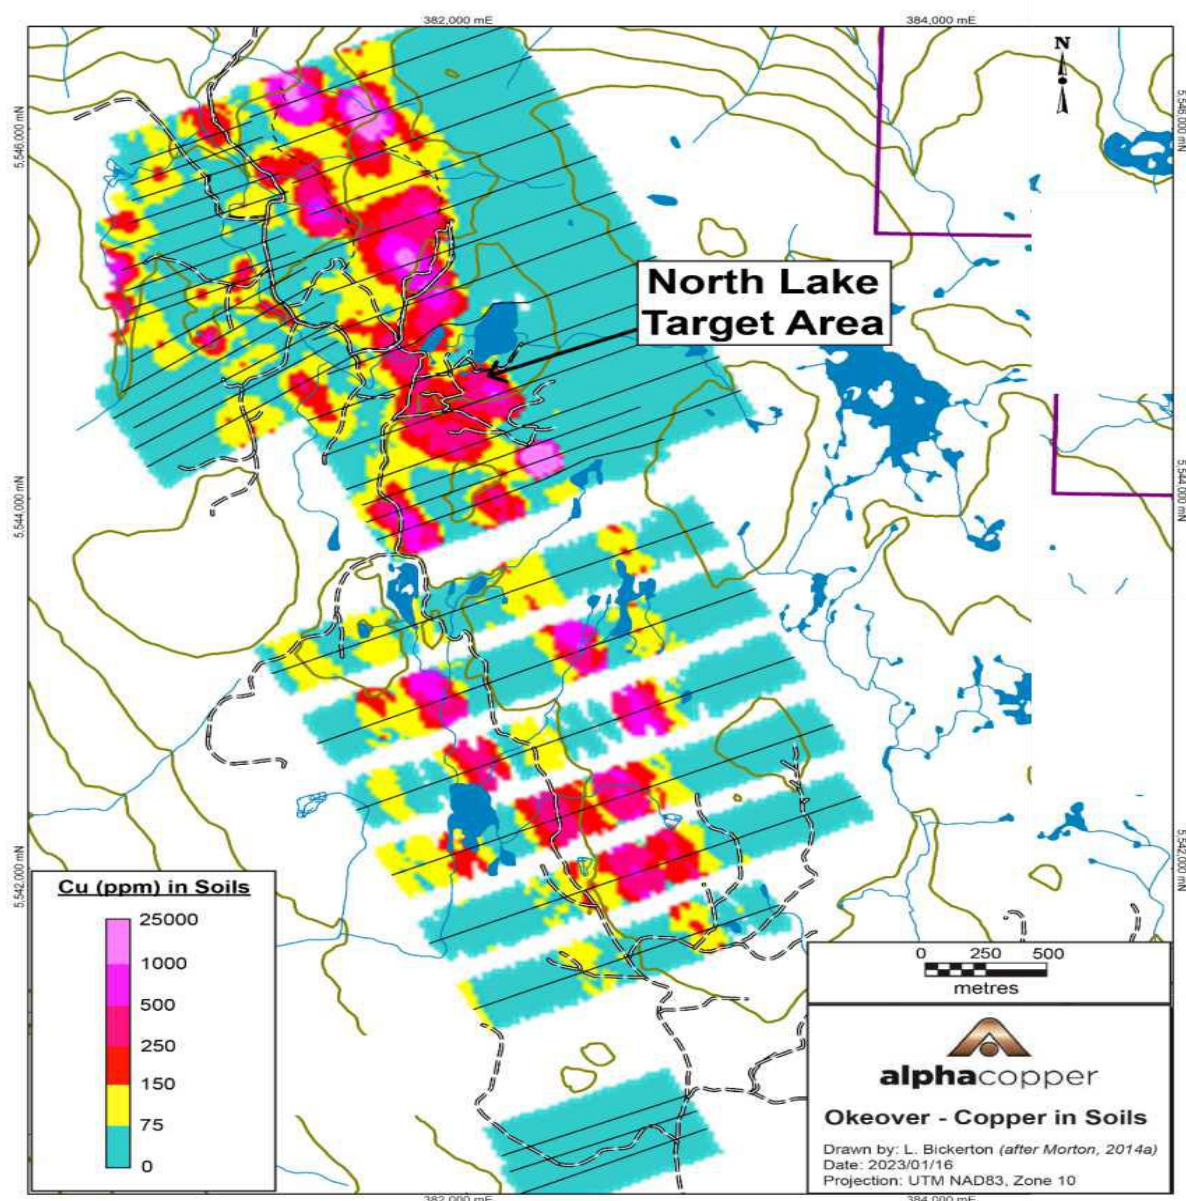 382,000 mE
384,000 mE
N
5,546,000 mN
5,546,000 mN
North Lake
Target Area
5,544,000 mN
5,544,000 mN
5,542,000 mN
5,542,000 mN
Cu (ppm) in Soils
25000
1000
500
250
150
75
0
0 250 500
metres
alphacopper
Okeover - Copper in Soils
Drawn by: L. Bickerton (after Morton, 2014a)
Date: 2023/01/16
Projection: UTM NAD83, Zone 10
382,000 mE
384,000 mE